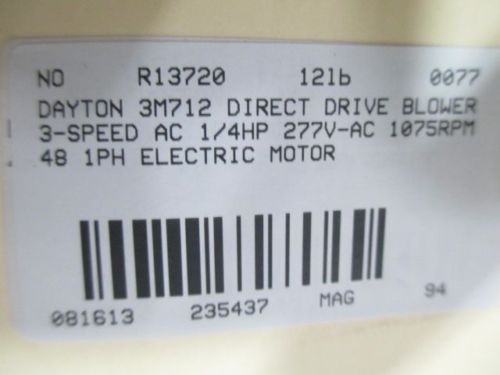 NO R13720 12lb 0077
DAYTON 3M712 DIRECT DRIVE BLOWER
3-SPEED AC 1/4HP 277V-AC 1075RPM
48 1PH ELECTRIC MOTOR
081613 235437 MAG 94